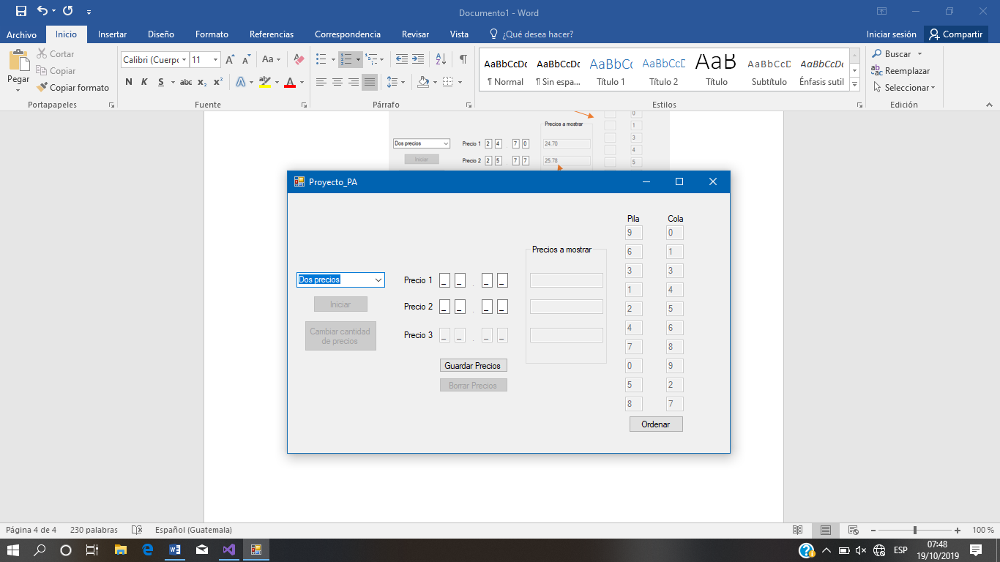 Documento1 - Word
Archivo Inicio Insertar Diseño Formato Referencias Correspondencia Revisar Vista ¿Qué desea hacer? Iniciar sesión Compartir
Pegar
Cortar
Copiar
Copiar formato
Portapapeles
Calibri (Cuerpo 11
N K S abc x₂ x²
Fuente
Párrafo
AaBbCcDc AaBbCcDc AaBbCc AaBbCcD AaB AaBbCcD AaBbCcDc
¶ Normal ¶ Sin espa... Título 1 Título 2 Título Subtítulo Énfasis sutil
Estilos
Buscar
Reemplazar
Seleccionar
Edición
0
Precios a mostrar 1
3
Dos precios Precio 1 2 4 . 7 0 24.70 4
Iniciar Precio 2 2 5 . 7 7 25.78 5
Proyecto_PA
Pila Cola
9 0
6 1
3 3
1 4
2 5
4 6
7 8
0 9
5 2
8 7
Ordenar
Precios a mostrar
Dos precios
Iniciar
Cambiar cantidad
de precios
Precio 1 _ _ . _ _
Precio 2 _ _ . _ _
Precio 3 _ _ . _ _
Guardar Precios
Borrar Precios
Página 4 de 4 230 palabras Español (Guatemala) 100 %
ESP
07:48
19/10/2019